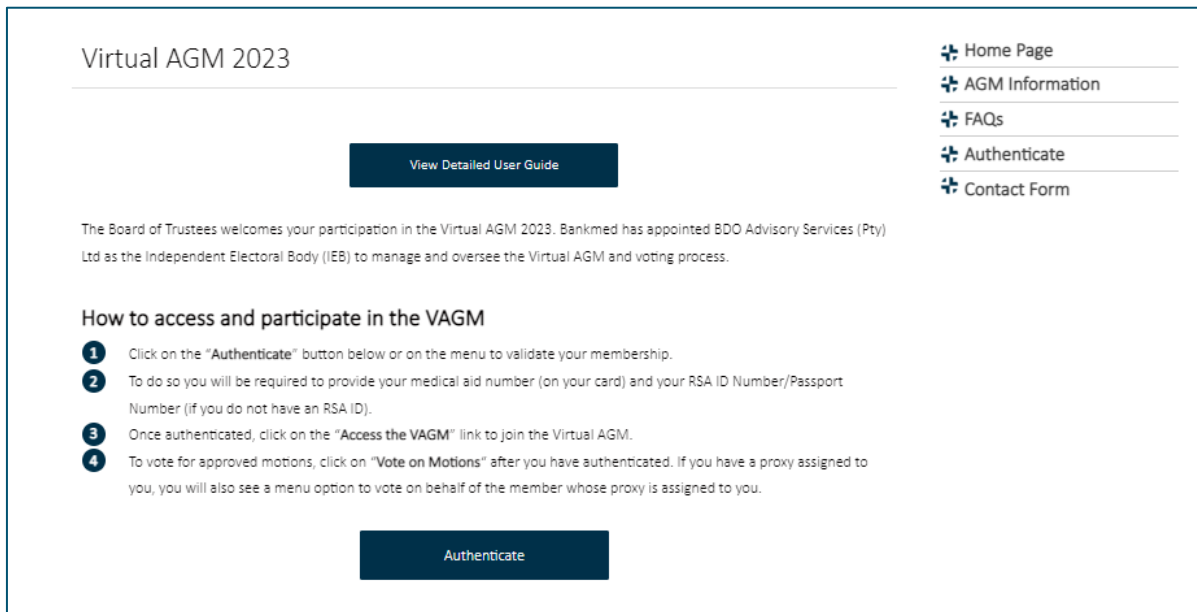 Virtual AGM 2023
View Detailed User Guide
The Board of Trustees welcomes your participation in the Virtual AGM 2023. Bankmed has appointed BDO Advisory Services (Pty)
Ltd as the Independent Electoral Body (IEB) to manage and oversee the Virtual AGM and voting process.
How to access and participate in the VAGM
1 Click on the “Authenticate” button below or on the menu to validate your membership.
2 To do so you will be required to provide your medical aid number (on your card) and your RSA ID Number/Passport
Number (if you do not have an RSA ID).
3 Once authenticated, click on the “Access the VAGM” link to join the Virtual AGM.
4 To vote for approved motions, click on “Vote on Motions” after you have authenticated. If you have a proxy assigned to
you, you will also see a menu option to vote on behalf of the member whose proxy is assigned to you.
Authenticate
Home Page
AGM Information
FAQs
Authenticate
Contact Form